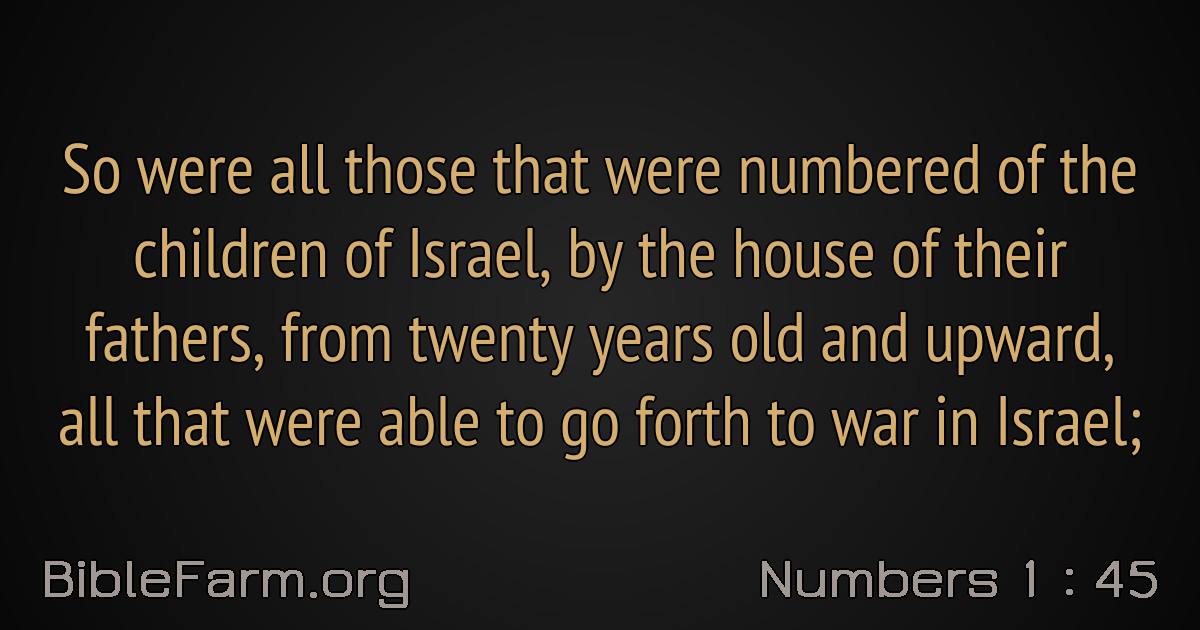 So were all those that were numbered of the
children of Israel, by the house of their
fathers, from twenty years old and upward,
all that were able to go forth to war in Israel;
BibleFarm.org
Numbers 1 : 45